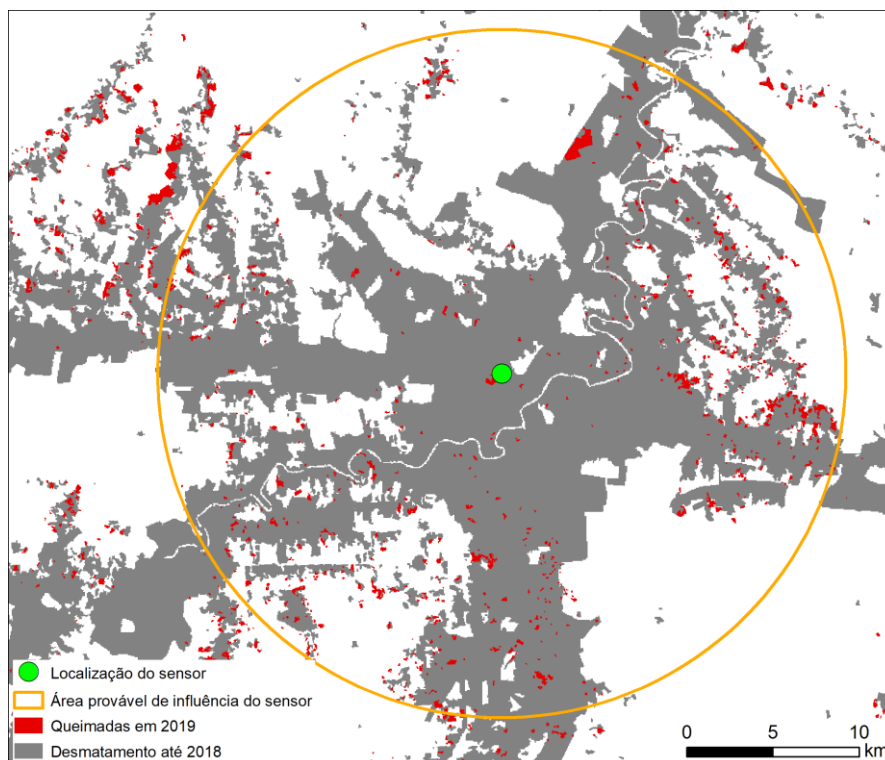 Localização do sensor
Área provável de influência do sensor
Queimadas em 2019
Desmatamento até 2018
0 5 10
km